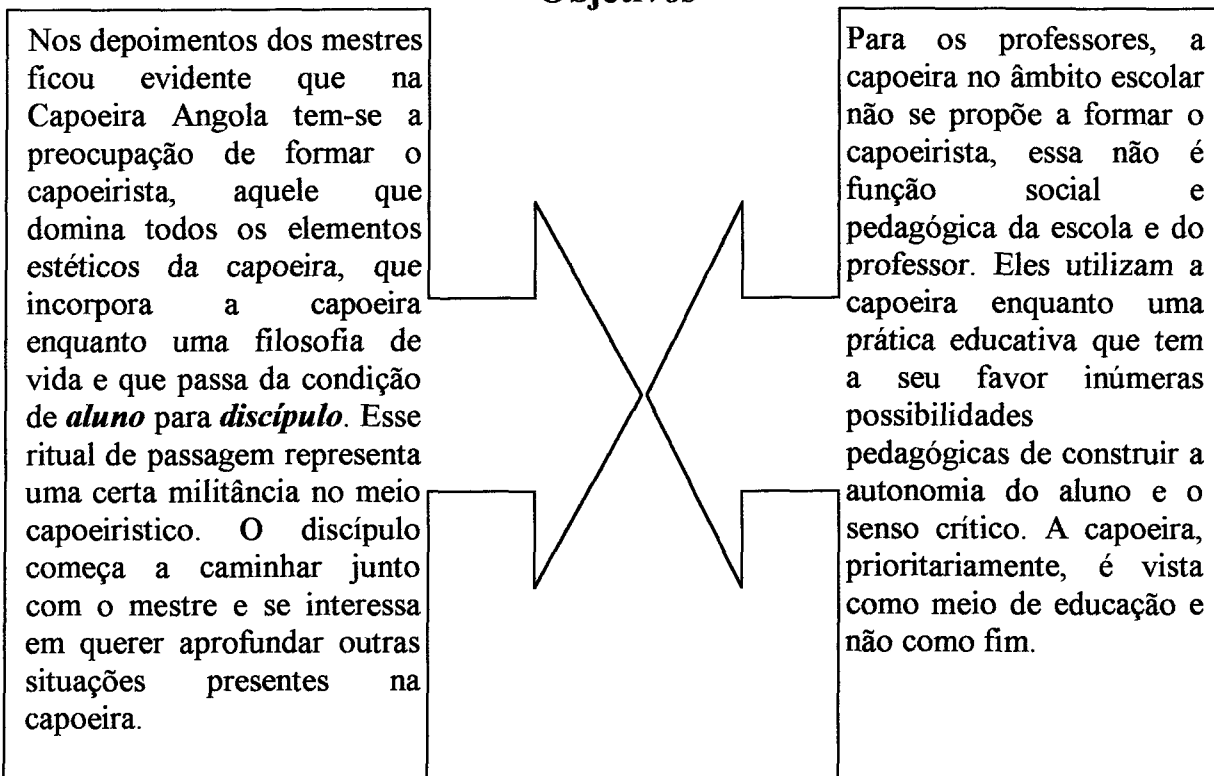 Objetivos
Nos depoimentos dos mestres
ficou evidente que na
Capoeira Angola tem-se a
preocupação de formar o
capoeirista, aquele que
domina todos os elementos
estéticos da capoeira, que
incorpora a capoeira
enquanto uma filosofia de
vida e que passa da condição
de aluno para discípulo. Esse
ritual de passagem representa
uma certa militância no meio
capoeiristico. O discípulo
começa a caminhar junto
com o mestre e se interessa
em querer aprofundar outras
situações presentes na
capoeira.
Para os professores, a
capoeira no âmbito escolar
não se propõe a formar o
capoeirista, essa não é
função social e
pedagógica da escola e do
professor. Eles utilizam a
capoeira enquanto uma
prática educativa que tem
a seu favor inúmeras
possibilidades
pedagógicas de construir a
autonomia do aluno e o
senso crítico. A capoeira,
prioritariamente, é vista
como meio de educação e
não como fim.